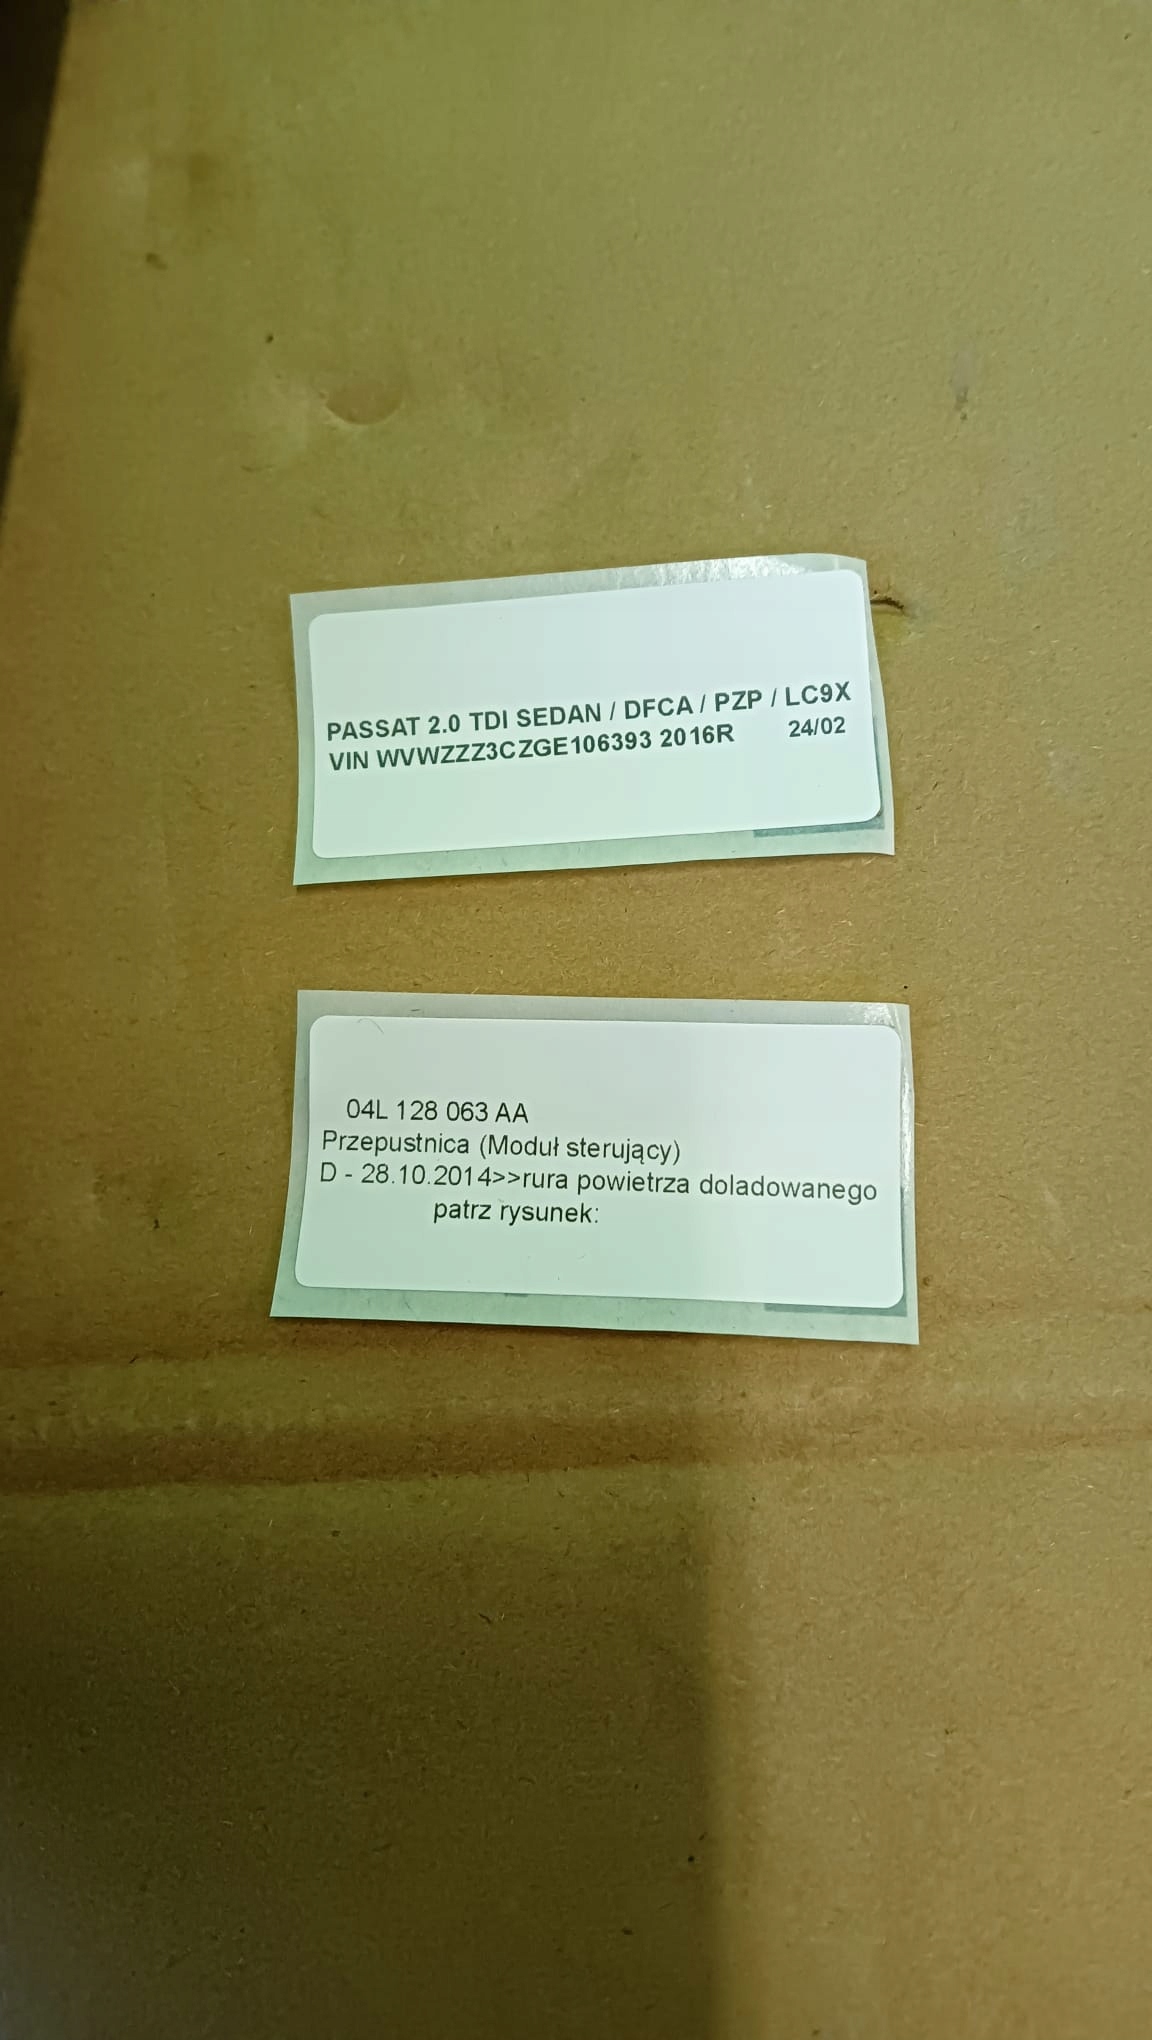 PASSAT 2.0 TDI SEDAN / DFCA / PZP / LC9X
VIN WVWZZZ3CZGE106393 2016R 24/02
04L 128 063 AA
Przepustnica (Moduł sterujący)
D - 28.10.2014>>rura powietrza doladowanego
patrz rysunek: